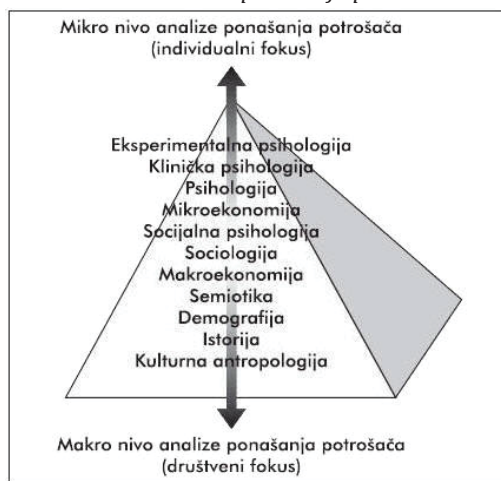 Mikro nivo analize ponašanja potrošača
(individualni fokus)
Eksperimentalna psihologija
Klinička psihologija
Psihologija
Mikroekonomija
Socijalna psihologija
Sociologija
Makroekonomija
Semiotika
Demografija
Istorija
Kulturna antropologija
Makro nivo analize ponašanja potrošača
(društveni fokus)